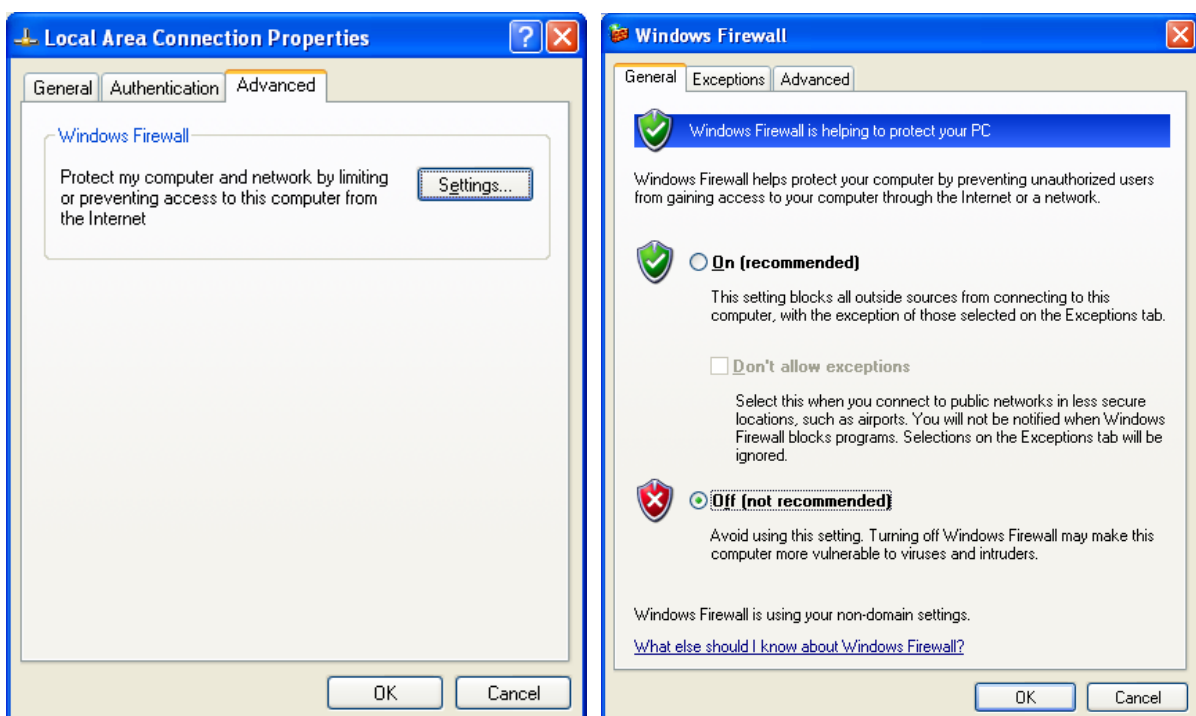 Local Area Connection Properties
General
Authentication
Advanced
Windows Firewall
Protect my computer and network by limiting
or preventing access to this computer from
the Internet
Settings...
OK
Cancel
Windows Firewall
General
Exceptions
Advanced
Windows Firewall is helping to protect your PC
Windows Firewall helps protect your computer by preventing unauthorized users
from gaining access to your computer through the Internet or a network.
On (recommended)
This setting blocks all outside sources from connecting to this
computer, with the exception of those selected on the Exceptions tab.
Don't allow exceptions
Select this when you connect to public networks in less secure
locations, such as airports. You will not be notified when Windows
Firewall blocks programs. Selections on the Exceptions tab will be
ignored.
Off (not recommended)
Avoid using this setting. Turning off Windows Firewall may make this
computer more vulnerable to viruses and intruders.
Windows Firewall is using your non-domain settings.
What else should I know about Windows Firewall?
OK
Cancel